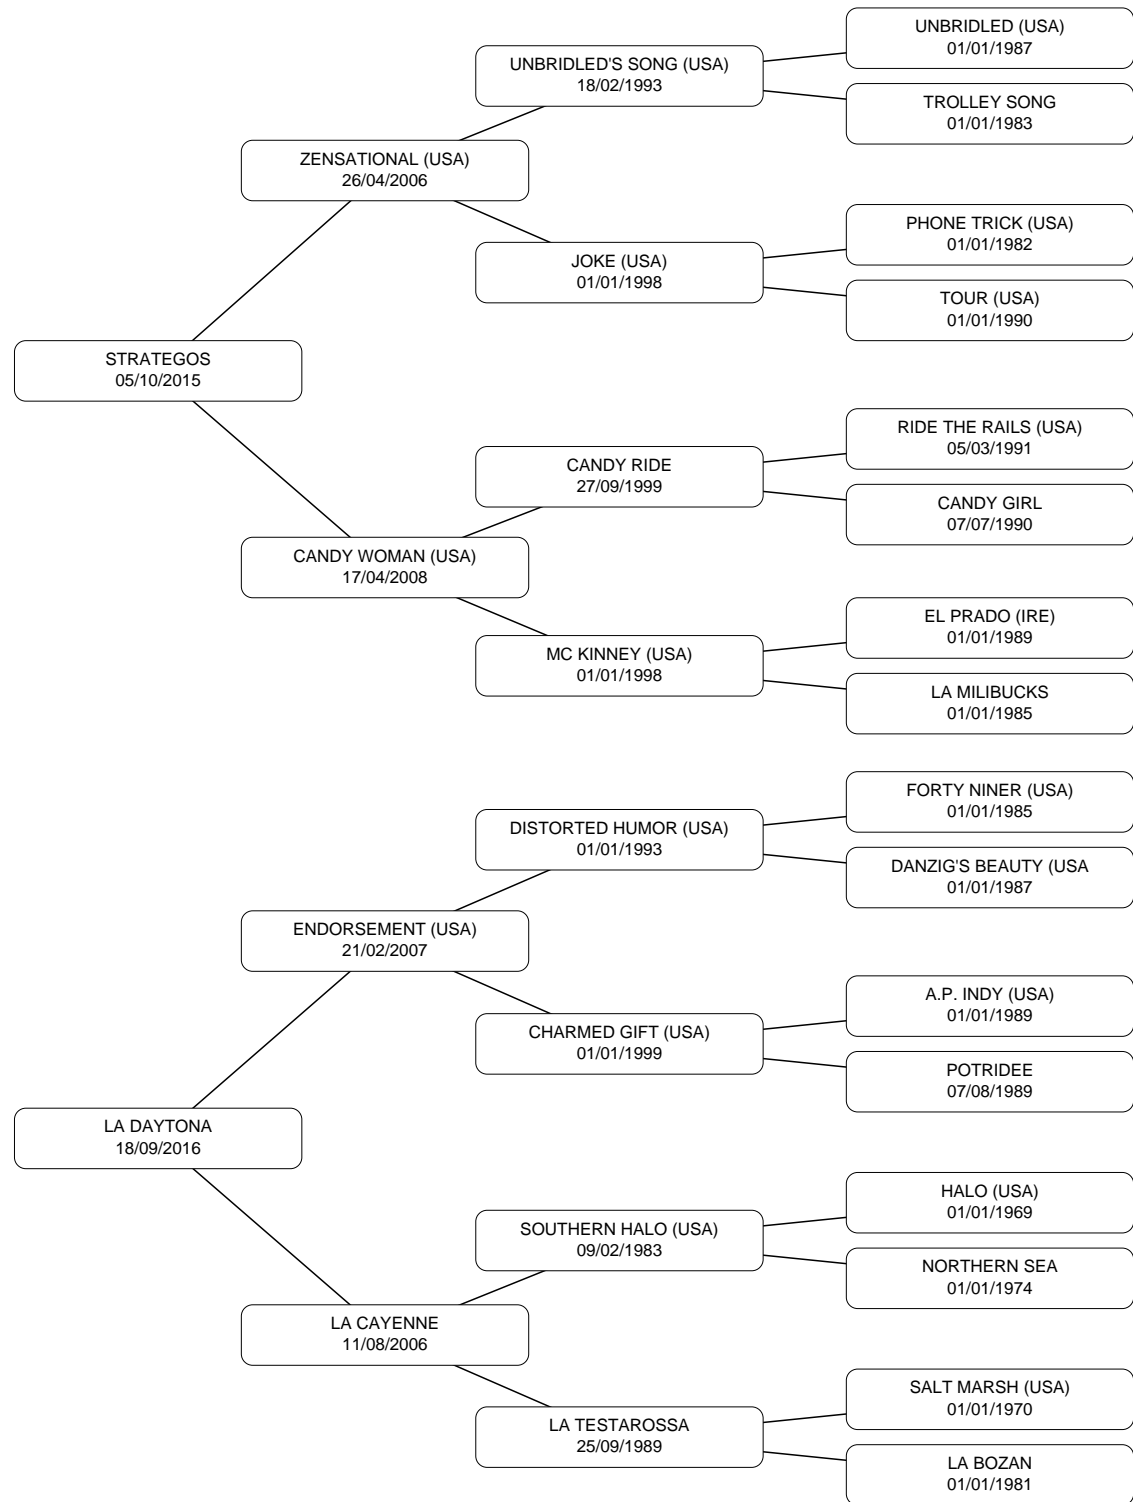 UNBRIDLED (USA)
01/01/1987
UNBRIDLED'S SONG (USA)
18/02/1993
TROLLEY SONG
01/01/1983
ZENSATIONAL (USA)
26/04/2006
PHONE TRICK (USA)
01/01/1982
JOKE (USA)
01/01/1998
TOUR (USA)
01/01/1990
STRATEGOS
05/10/2015
RIDE THE RAILS (USA)
05/03/1991
CANDY RIDE
27/09/1999
CANDY GIRL
07/07/1990
CANDY WOMAN (USA)
17/04/2008
EL PRADO (IRE)
01/01/1989
MC KINNEY (USA)
01/01/1998
LA MILIBUCKS
01/01/1985
FORTY NINER (USA)
01/01/1985
DISTORTED HUMOR (USA)
01/01/1993
DANZIG'S BEAUTY (USA
01/01/1987
ENDORSEMENT (USA)
21/02/2007
A.P. INDY (USA)
01/01/1989
CHARMED GIFT (USA)
01/01/1999
POTRIDEE
07/08/1989
LA DAYTONA
18/09/2016
HALO (USA)
01/01/1969
SOUTHERN HALO (USA)
09/02/1983
NORTHERN SEA
01/01/1974
LA CAYENNE
11/08/2006
SALT MARSH (USA)
01/01/1970
LA TESTAROSSA
25/09/1989
LA BOZAN
01/01/1981